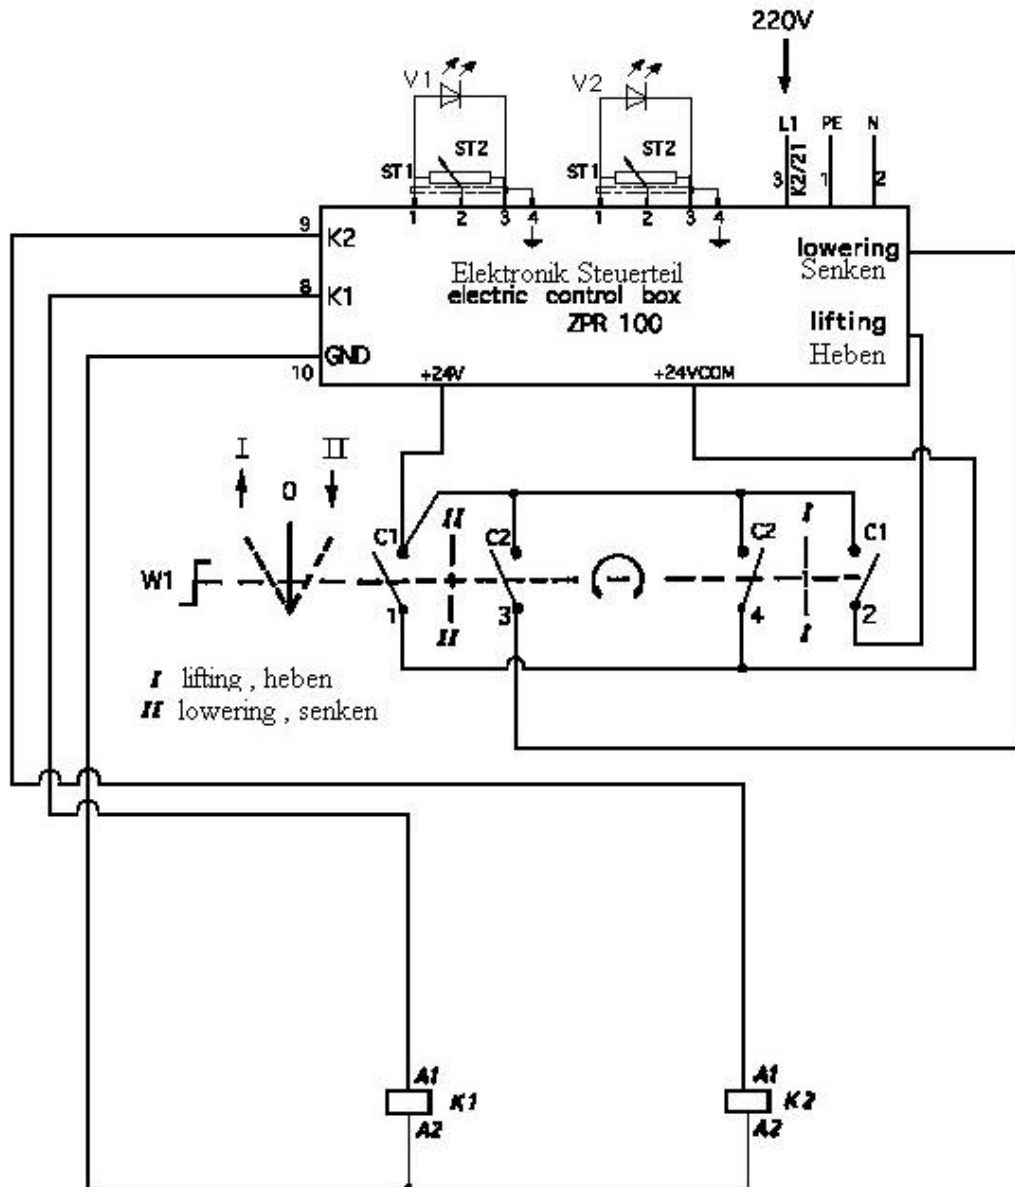 220V
V1
V2
L1 PE N
K2/21
3 1 2
ST1 ST2
ST1 ST2
1 2 3 4
1 2 3 4
9 K2
8 K1
10 GND
Elektronik Steuerteil
electric control box
ZPR 100
lowering
Senken
lifting
Heben
+24V
+24VCOM
I II
0
W1
C1 II C2
C2 I C1
1 II 3
4 I 2
I lifting , heben
II lowering , senken
A1
K1
A2
A1
K2
A2